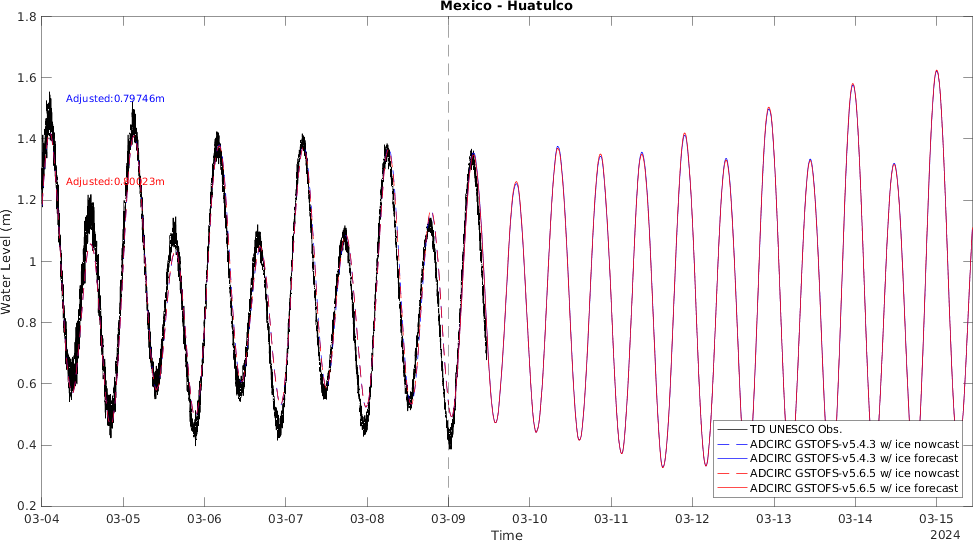 Mexico - Huatulco
1.8
1.6
1.4
1.2
1
0.8
0.6
0.4
0.2
Water Level (m)
Adjusted:0.79746m
Adjusted:0.80023m
TD UNESCO Obs.
ADCIRC GSTOFS-v5.4.3 w/ ice nowcast
ADCIRC GSTOFS-v5.4.3 w/ ice forecast
ADCIRC GSTOFS-v5.6.5 w/ ice nowcast
ADCIRC GSTOFS-v5.6.5 w/ ice forecast
03-04 03-05 03-06 03-07 03-08 03-09 03-10 03-11 03-12 03-13 03-14 03-15
Time
2024